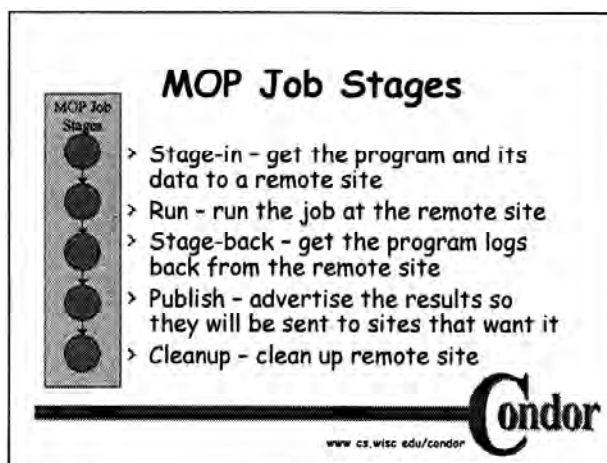 MOP Job Stages
MOP Job
Stages
> Stage-in – get the program and its
data to a remote site
> Run – run the job at the remote site
> Stage-back – get the program logs
back from the remote site
> Publish – advertise the results so
they will be sent to sites that want it
> Cleanup – clean up remote site
Condor
www cs.wisc edu/condor